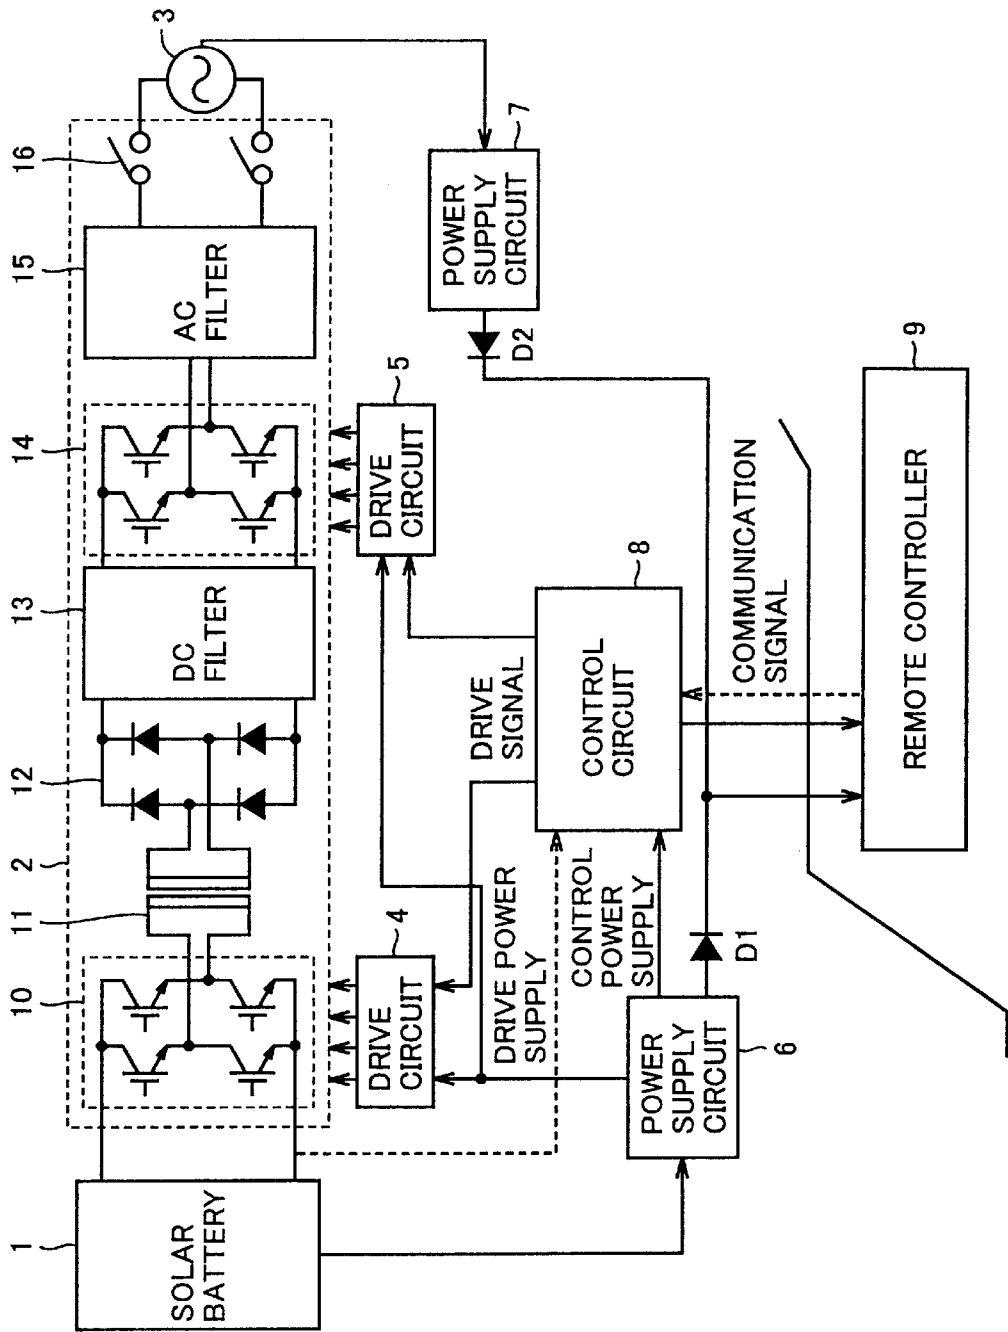 1
SOLAR
BATTERY
10
11
2
12
13
DC
FILTER
14
15
AC
FILTER
16
3
4
DRIVE
CIRCUIT
5
DRIVE
CIRCUIT
POWER
SUPPLY
CIRCUIT
7
D2
DRIVE POWER
SUPPLY
DRIVE
SIGNAL
CONTROL
CIRCUIT
8
CONTROL
POWER
SUPPLY
POWER
SUPPLY
CIRCUIT
6
D1
COMMUNICATION
SIGNAL
REMOTE CONTROLLER
9